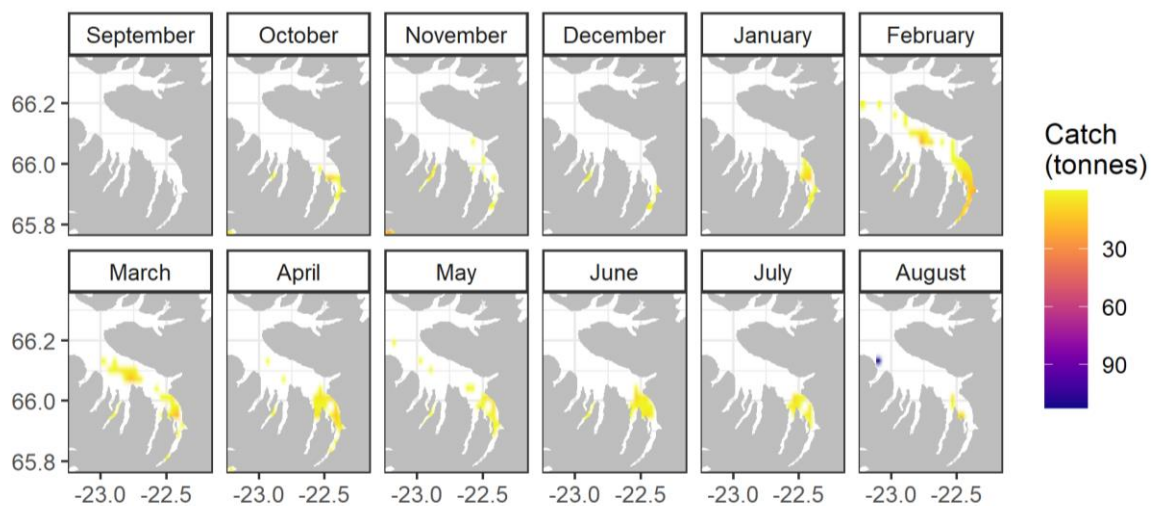 September October November December January February
66.2
66.0
65.8
March April May June July August
66.2
66.0
65.8
-23.0 -22.5 -23.0 -22.5 -23.0 -22.5 -23.0 -22.5 -23.0 -22.5 -23.0 -22.5
Catch
(tonnes)
30
60
90